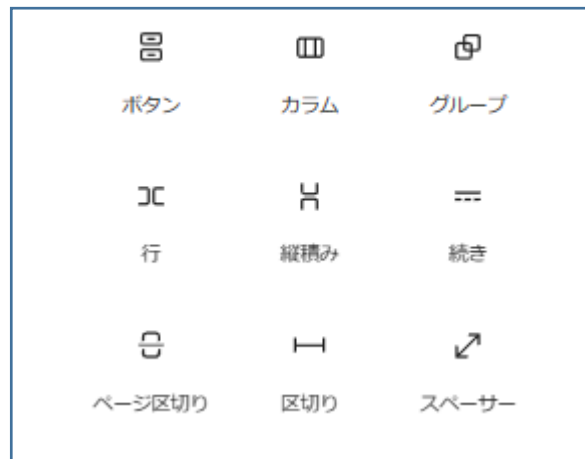 ボタン カラム グループ
行 縦積み 続き
ページ区切り 区切り スペーサー